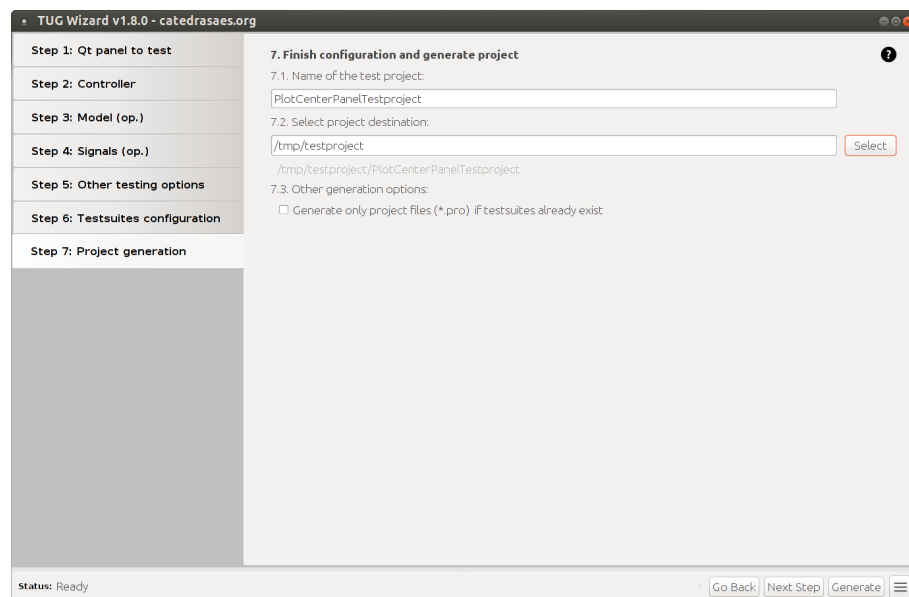 TUG Wizard v1.8.0 - catedrasaes.org
Step 1: Qt panel to test
Step 2: Controller
Step 3: Model (op.)
Step 4: Signals (op.)
Step 5: Other testing options
Step 6: Testsuites configuration
Step 7: Project generation
7. Finish configuration and generate project
?
7.1. Name of the test project:
PlotCenterPanelTestproject
7.2. Select project destination:
/tmp/testproject
Select
/tmp/testproject/PlotCenterPanelTestproject
7.3. Other generation options:
Generate only project files (*.pro) if testsuites already exist
Status: Ready
Go Back Next Step Generate